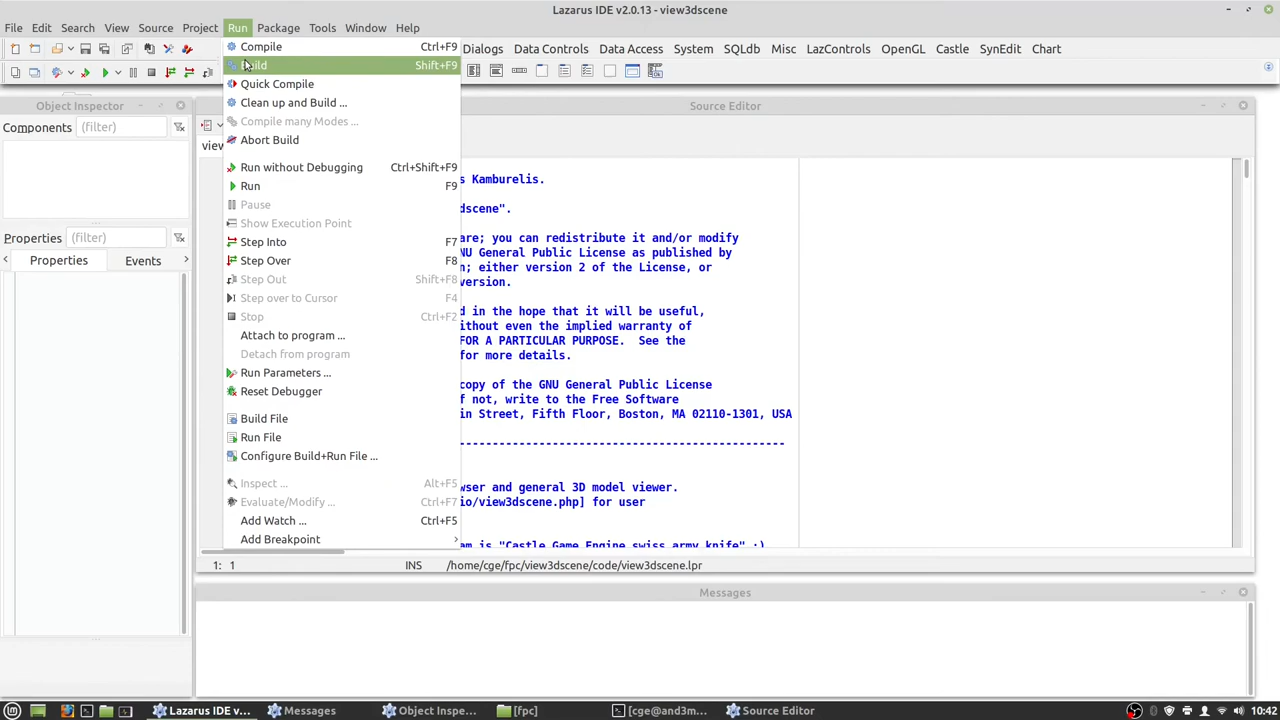 Lazarus IDE v2.0.13 - view3dscene
File Edit Search View Source Project Run Package Tools Window Help
Dialogs Data Controls Data Access System SQLdb Misc LazControls OpenGL Castle SynEdit Chart
Compile Ctrl+F9
Build Shift+F9
Quick Compile
Clean up and Build ...
Compile many Modes ...
Abort Build
Run without Debugging Ctrl+Shift+F9
Run F9
Pause
Show Execution Point
Step Into F7
Step Over F8
Step Out Shift+F8
Step over to Cursor F4
Stop Ctrl+F2
Attach to program ...
Detach from program
Run Parameters ...
Reset Debugger
Build File
Run File
Configure Build+Run File ...
Inspect ... Alt+F5
Evaluate/Modify ... Ctrl+F7
Add Watch ... Ctrl+F5
Add Breakpoint
Object Inspector
Components (filter)
Properties (filter)
Properties Events
Source Editor
view
s Kamburelis.
dscene".
are; you can redistribute it and/or modify
NU General Public License as published by
n; either version 2 of the License, or
version.
d in the hope that it will be useful,
ithout even the implied warranty of
FOR A PARTICULAR PURPOSE. See the
for more details.
copy of the GNU General Public License
f not, write to the Free Software
in Street, Fifth Floor, Boston, MA 02110-1301, USA
------------------------------------------------
wser and general 3D model viewer.
io/view3dscene.php] for user
am is "Castle Game Engine swiss army knife" :)
1: 1 INS /home/cge/fpc/view3dscene/code/view3dscene.lpr
Messages
Lazarus IDE v... Messages Object Inspe... [fpc] [cge@and3m... Source Editor 10:42